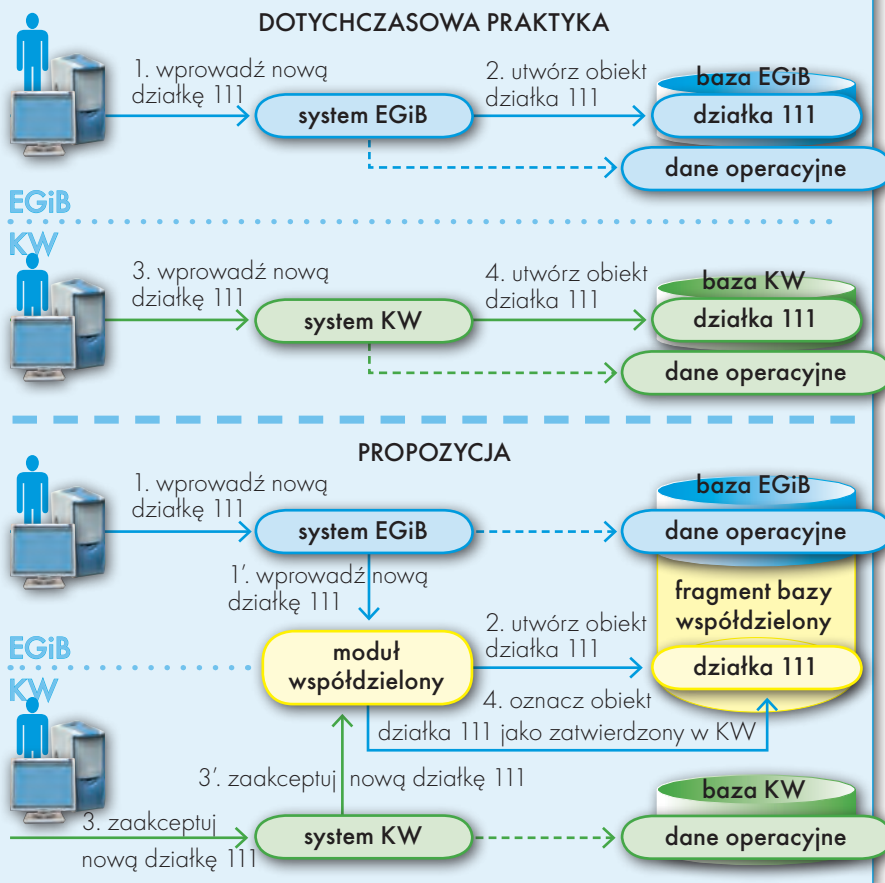 DOTYCHCZASOWA PRAKTYKA
1. wprowadź nową
działkę 111
system EGiB
2. utwórz obiekt
działka 111
baza EGiB
działka 111
dane operacyjne
EGiB
KW
3. wprowadź nową
działkę 111
system KW
4. utwórz obiekt
działka 111
baza KW
działka 111
dane operacyjne
PROPOZYCJA
1. wprowadź nową
działkę 111
system EGiB
baza EGiB
dane operacyjne
1'. wprowadź nową
działkę 111
fragment bazy
współdzielony
EGiB
KW
moduł
współdzielony
2. utwórz obiekt
działka 111
działka 111
4. oznacz obiekt
działka 111 jako zatwierdzony w KW
3'. zaakceptuj nową działkę 111
3. zaakceptuj
nową działkę 111
system KW
baza KW
dane operacyjne